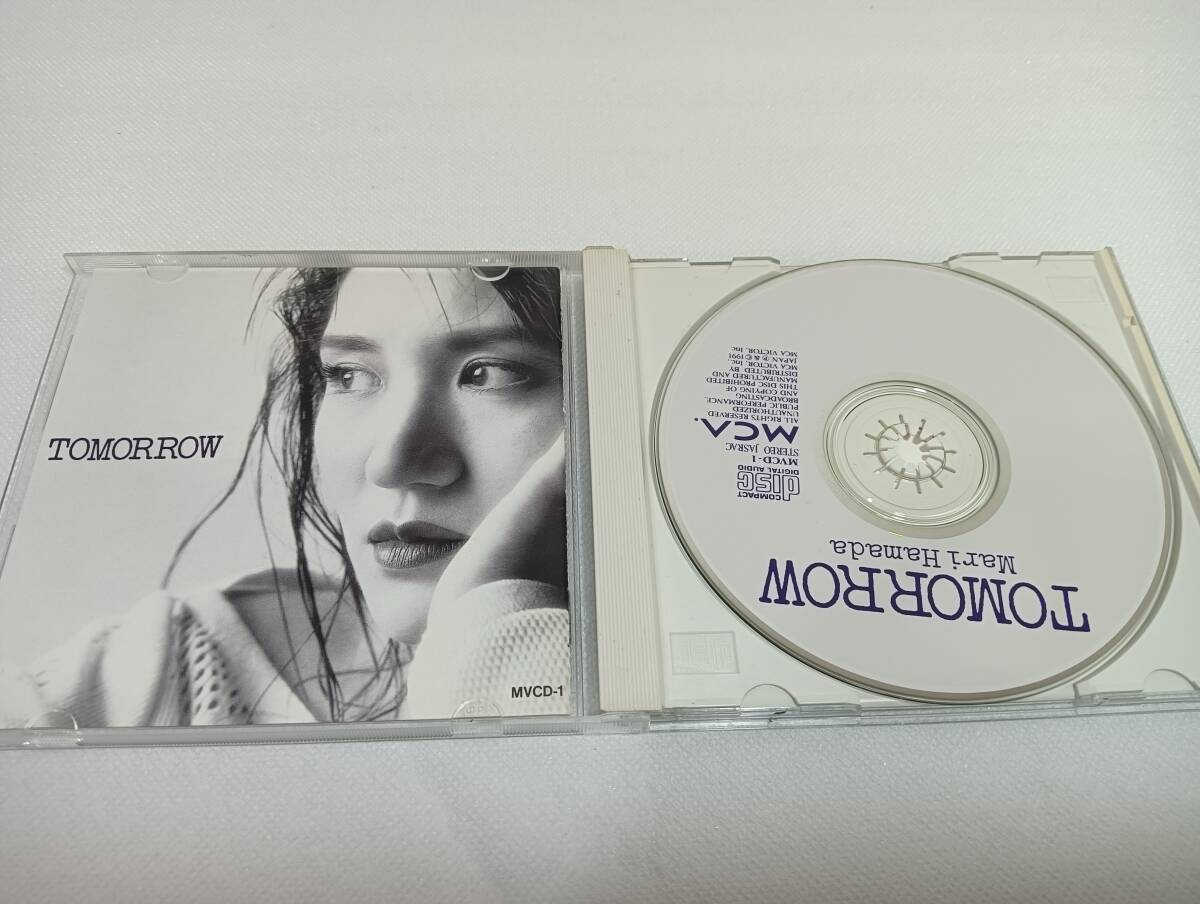 TOMORROW
MVCD-1
TOMORROW
Mari Hamada
COMPACT
disc
DIGITAL AUDIO
MVCD-1
STEREO JASRAC
MCA.
ALL RIGHTS RESERVED.
UNAUTHORIZED
PUBLIC PERFORMANCE,
BROADCASTING
AND COPYING OF
THIS DISC PROHIBITED
MANUFACTURED AND
DISTRIBUTED BY
MCA VICTOR, Inc.,
JAPAN. ℗ & © 1991
MCA VICTOR, Inc.